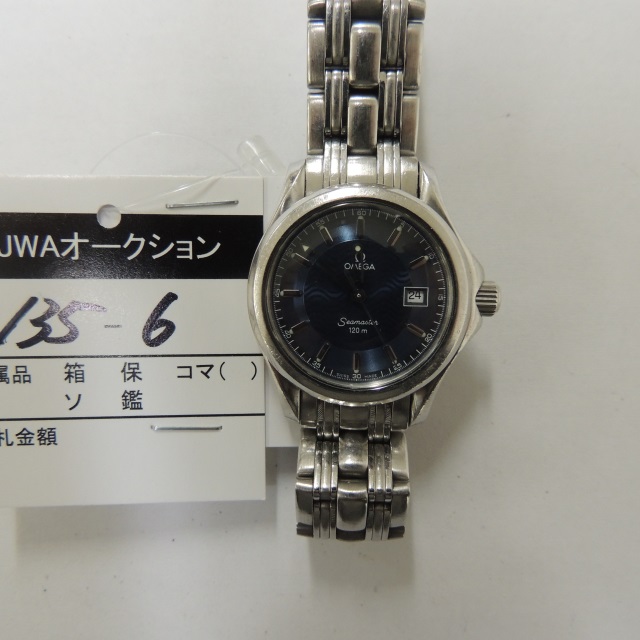 JWAオークション
135-6
属品 箱 保 コマ( )
ソ 鑑
札金額
Ω
OMEGA
24
Seamaster
120m